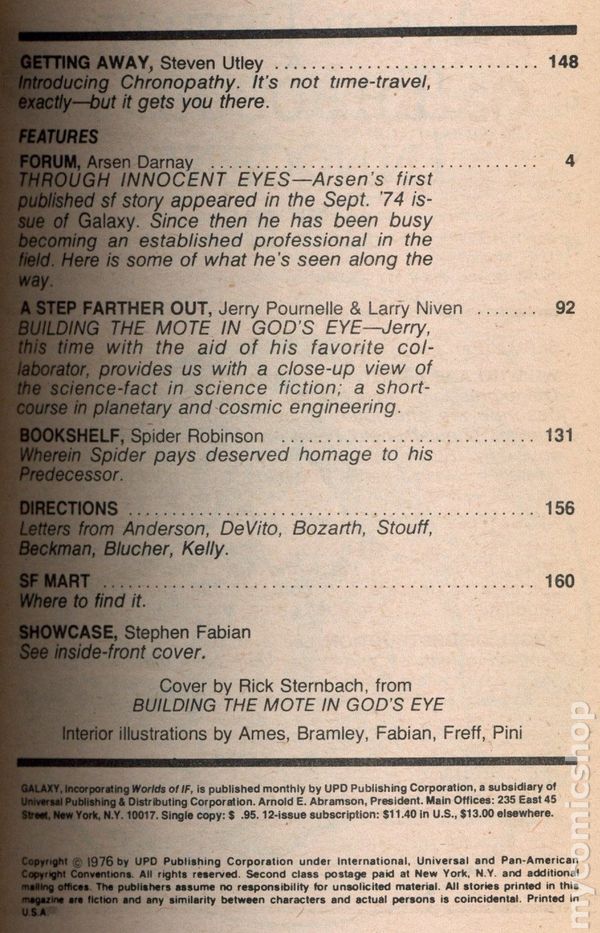 GETTING AWAY, Steven Utley ........................... 148
Introducing Chronopathy. It's not time-travel,
exactly—but it gets you there.
FEATURES
FORUM, Arsen Darnay .................................. 4
THROUGH INNOCENT EYES—Arsen's first
published sf story appeared in the Sept. '74 is-
sue of Galaxy. Since then he has been busy
becoming an established professional in the
field. Here is some of what he's seen along the
way.
A STEP FARTHER OUT, Jerry Pournelle & Larry Niven ....... 92
BUILDING THE MOTE IN GOD'S EYE—Jerry,
this time with the aid of his favorite col-
laborator, provides us with a close-up view of
the science-fact in science fiction; a short-
course in planetary and cosmic engineering.
BOOKSHELF, Spider Robinson .......................... 131
Wherein Spider pays deserved homage to his
Predecessor.
DIRECTIONS .......................................... 156
Letters from Anderson, DeVito, Bozarth, Stouff,
Beckman, Blucher, Kelly.
SF MART ............................................. 160
Where to find it.
SHOWCASE, Stephen Fabian
See inside-front cover.
Cover by Rick Sternbach, from
BUILDING THE MOTE IN GOD'S EYE
Interior illustrations by Ames, Bramley, Fabian, Freff, Pini
GALAXY, Incorporating Worlds of IF, is published monthly by UPD Publishing Corporation, a subsidiary of
Universal Publishing & Distributing Corporation. Arnold E. Abramson, President. Main Offices: 235 East 45
Street, New York, N.Y. 10017. Single copy: $ .95. 12-issue subscription: $11.40 in U.S., $13.00 elsewhere.
Copyright © 1976 by UPD Publishing Corporation under International, Universal and Pan-American
Copyright Conventions. All rights reserved. Second class postage paid at New York, N.Y. and additional
mailing offices. The publishers assume no responsibility for unsolicited material. All stories printed in this
magazine are fiction and any similarity between characters and actual persons is coincidental. Printed in
U.S.A.
mycomicshop